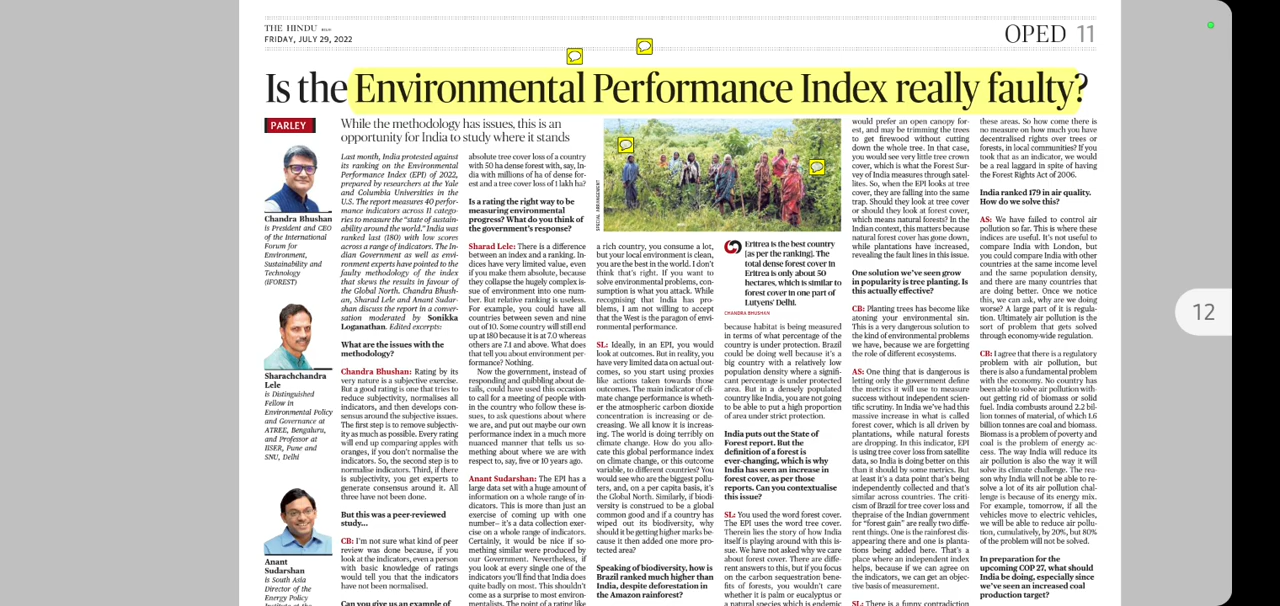 THE HINDU
FRIDAY, JULY 29, 2022
OPED 11
Is the Environmental Performance Index really faulty?
PARLEY
Chandra Bhushan
is President and CEO
of the International
Forum for
Environment,
Sustainability and
Technology
(iFOREST)
Sharachchandra
Lele
is Distinguished
Fellow in
Environmental Policy
and Governance at
ATREE, Bengaluru,
and Professor at
IISER, Pune and
SNU, Delhi
Anant
Sudarshan
is South Asia
Director of the
Energy Policy
While the methodology has issues, this is an
opportunity for India to study where it stands
Last month, India protested against
its ranking on the Environmental
Performance Index (EPI) of 2022,
prepared by researchers at the Yale
and Columbia Universities in the
U.S. The report measures 40 perfor-
mance indicators across 11 catego-
ries to measure the "state of sustain-
ability around the world." India was
ranked last (180) with low scores
across a range of indicators. The In-
dian Government as well as envi-
ronment experts have pointed to the
faulty methodology of the index
that skews the results in favour of
the Global North. Chandra Bhush-
an, Sharad Lele and Anant Sudar-
shan discuss the report in a conver-
sation moderated by Sonikka
Loganathan. Edited excerpts:
What are the issues with the
methodology?
Chandra Bhushan: Rating by its
very nature is a subjective exercise.
But a good rating is one that tries to
reduce subjectivity, normalises all
indicators, and then develops con-
sensus around the subjective issues.
The first step is to remove subjectiv-
ity as much as possible. Every rating
will end up comparing apples with
oranges, if you don't normalise the
indicators. So, the second step is to
normalise indicators. Third, if there
is subjectivity, you get experts to
generate consensus around it. All
three have not been done.
But this was a peer-reviewed
study...
CB: I'm not sure what kind of peer
review was done because, if you
look at the indicators, even a person
with basic knowledge of ratings
would tell you that the indicators
have not been normalised.
Can you give us an example of
absolute tree cover loss of a country
with 50 ha dense forest with, say, In-
dia with millions of ha of dense for-
est and a tree cover loss of 1 lakh ha?
Is a rating the right way to be
measuring environmental
progress? What do you think of
the government's response?
Sharad Lele: There is a difference
between an index and a ranking. In-
dices have very limited value, even
if you make them absolute, because
they collapse the hugely complex is-
sue of environment into one num-
ber. But relative ranking is useless.
For example, you could have all
countries between seven and nine
out of 10. Some country will still end
up at 180 because it is at 7.0 whereas
others are 7.1 and above. What does
that tell you about environment per-
formance? Nothing.
Now the government, instead of
responding and quibbling about de-
tails, could have used this occasion
to call for a meeting of people with-
in the country who follow these is-
sues, to ask questions about where
we are, and put out maybe our own
performance index in a much more
nuanced manner that tells us so-
mething about where we are with
respect to, say, five or 10 years ago.
Anant Sudarshan: The EPI has a
large data set with a huge amount of
information on a whole range of in-
dicators. This is more than just an
exercise of coming up with one
number– it's a data collection exer-
cise on a whole range of indicators.
Certainly, it would be nice if so-
mething similar were produced by
our Government. Nevertheless, if
you look at every single one of the
indicators you'll find that India does
quite badly on most. This shouldn't
come as a surprise to most environ-
mentalists. The point of a rating like
SPECIAL ARRANGEMENT
a rich country, you consume a lot,
but your local environment is clean,
you are the best in the world. I don't
think that's right. If you want to
solve environmental problems, con-
sumption is what you attack. While
recognising that India has pro-
blems, I am not willing to accept
that the West is the paragon of envi-
ronmental performance.
SL: Ideally, in an EPI, you would
look at outcomes. But in reality, you
have very limited data on actual out-
comes, so you start using proxies
like actions taken towards those
outcomes. The main indicator of cli-
mate change performance is wheth-
er the atmospheric carbon dioxide
concentration is increasing or de-
creasing. We all know it is increas-
ing. The world is doing terribly on
climate change. How do you allo-
cate this global performance index
on climate change, or this outcome
variable, to different countries? You
would see who are the biggest pollu-
ters, and, on a per capita basis, it's
the Global North. Similarly, if biodi-
versity is construed to be a global
common good and if a country has
wiped out its biodiversity, why
should it be getting higher marks be-
cause it then added one more pro-
tected area?
Speaking of biodiversity, how is
Brazil ranked much higher than
India, despite deforestation in
the Amazon rainforest?
Eritrea is the best country
[as per the ranking]. The
total dense forest cover in
Eritrea is only about 50
hectares, which is similar to
forest cover in one part of
Lutyens' Delhi.
CHANDRA BHUSHAN
because habitat is being measured
in terms of what percentage of the
country is under protection. Brazil
could be doing well because it's a
big country with a relatively low
population density where a signifi-
cant percentage is under protected
area. But in a densely populated
country like India, you are not going
to be able to put a high proportion
of area under strict protection.
India puts out the State of
Forest report. But the
definition of a forest is
ever-changing, which is why
India has seen an increase in
forest cover, as per those
reports. Can you contextualise
this issue?
SL: You used the word forest cover.
The EPI uses the word tree cover.
Therein lies the story of how India
itself is playing around with this is-
sue. We have not asked why we care
about forest cover. There are diffe-
rent answers to this, but if you focus
on the carbon sequestration bene-
fits of forests, you wouldn't care
whether it is palm or eucalyptus or
a natural species which is endemic
would prefer an open canopy for-
est, and may be trimming the trees
to get firewood without cutting
down the whole tree. In that case,
you would see very little tree crown
cover, which is what the Forest Sur-
vey of India measures through satel-
lites. So, when the EPI looks at tree
cover, they are falling into the same
trap. Should they look at tree cover
or should they look at forest cover,
which means natural forests? In the
Indian context, this matters because
natural forest cover has gone down,
while plantations have increased,
revealing the fault lines in this issue.
One solution we've seen grow
in popularity is tree planting. Is
this actually effective?
CB: Planting trees has become like
atoning your environmental sin.
This is a very dangerous solution to
the kind of environmental problems
we have, because we are forgetting
the role of different ecosystems.
AS: One thing that is dangerous is
letting only the government define
the metrics it will use to measure
success without independent scien-
tific scrutiny. In India we've had this
massive increase in what is called
forest cover, which is all driven by
plantations, while natural forests
are dropping. In this indicator, EPI
is using tree cover loss from satellite
data, so India is doing better on this
than it should by some metrics. But
at least it's a data point that's being
independently collected and that's
similar across countries. The criti-
cism of Brazil for tree cover loss and
thepraise of the Indian government
for "forest gain" are really two diffe-
rent things. One is the rainforest dis-
appearing there and one is planta-
tions being added here. That's a
place where an independent index
helps, because if we can agree on
the indicators, we can get an objec-
tive basis of measurement.
SL: There is a funny contradiction
these areas. So how come there is
no measure on how much you have
decentralised rights over trees or
forests, in local communities? If you
took that as an indicator, we would
be a real laggard in spite of having
the Forest Rights Act of 2006.
India ranked 179 in air quality.
How do we solve this?
AS: We have failed to control air
pollution so far. This is where these
indices are useful. It's not useful to
compare India with London, but
you could compare India with other
countries at the same income level
and the same population density,
and there are many countries that
are doing better. Once we notice
this, we can ask, why are we doing
worse? A large part of it is regula-
tion. Ultimately air pollution is the
sort of problem that gets solved
through economy-wide regulation.
CB: I agree that there is a regulatory
problem with air pollution, but
there is also a fundamental problem
with the economy. No country has
been able to solve air pollution with-
out getting rid of biomass or solid
fuel. India combusts around 2.2 bil-
lion tonnes of material, of which 1.6
billion tonnes are coal and biomass.
Biomass is a problem of poverty and
coal is the problem of energy ac-
cess. The way India will reduce its
air pollution is also the way it will
solve its climate challenge. The rea-
son why India will not be able to re-
solve a lot of its air pollution chal-
lenge is because of its energy mix.
For example, tomorrow, if all the
vehicles move to electric vehicles,
we will be able to reduce air pollu-
tion, cumulatively, by 20%, but 80%
of the problem will not be solved.
In preparation for the
upcoming COP 27, what should
India be doing, especially since
we've seen an increased coal
production target?
12